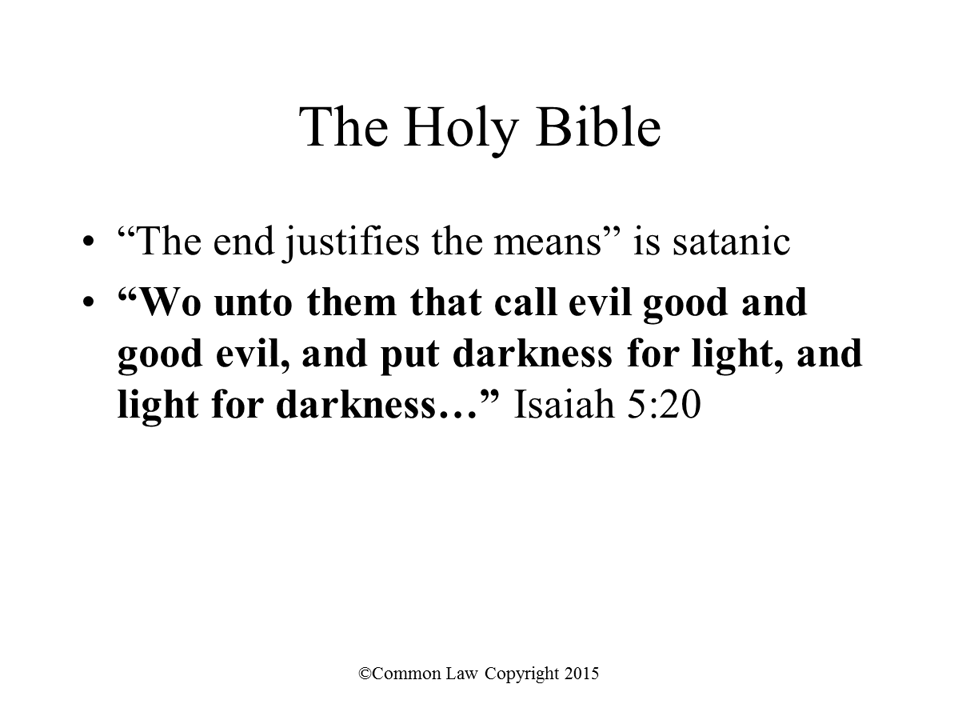 The Holy Bible
• “The end justifies the means” is satanic
• “Wo unto them that call evil good and
good evil, and put darkness for light, and
light for darkness…” Isaiah 5:20
©Common Law Copyright 2015